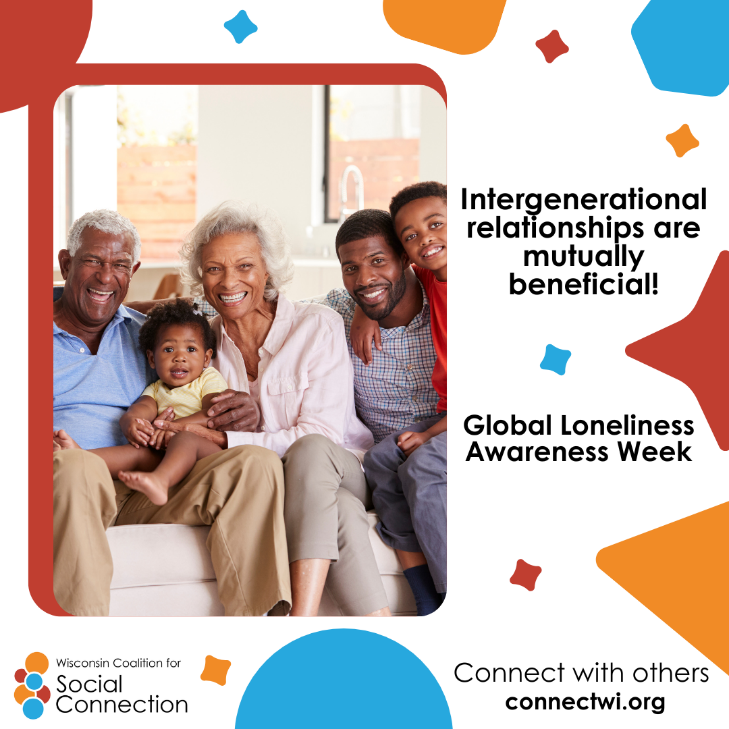 Intergenerational
relationships are
mutually
beneficial!
Global Loneliness
Awareness Week
Wisconsin Coalition for
Social
Connection
Connect with others
connectwi.org